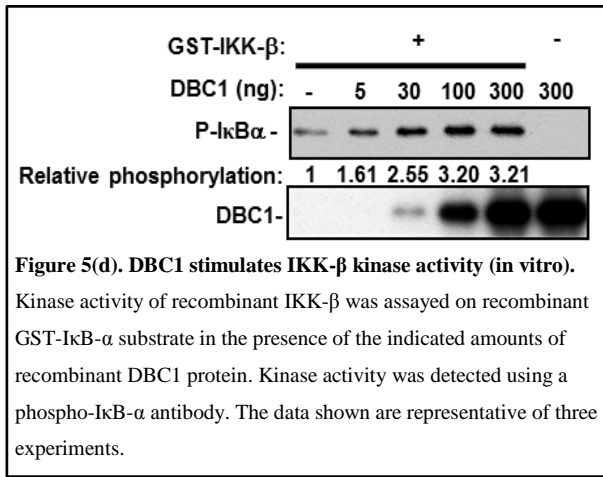 GST-IKK-β: + -
DBC1 (ng): - 5 30 100 300 300
P-IκBα -
Relative phosphorylation: 1 1.61 2.55 3.20 3.21
DBC1-
Figure 5(d). DBC1 stimulates IKK-β kinase activity (in vitro).
Kinase activity of recombinant IKK-β was assayed on recombinant
GST-IκB-α substrate in the presence of the indicated amounts of
recombinant DBC1 protein. Kinase activity was detected using a
phospho-IκB-α antibody. The data shown are representative of three
experiments.